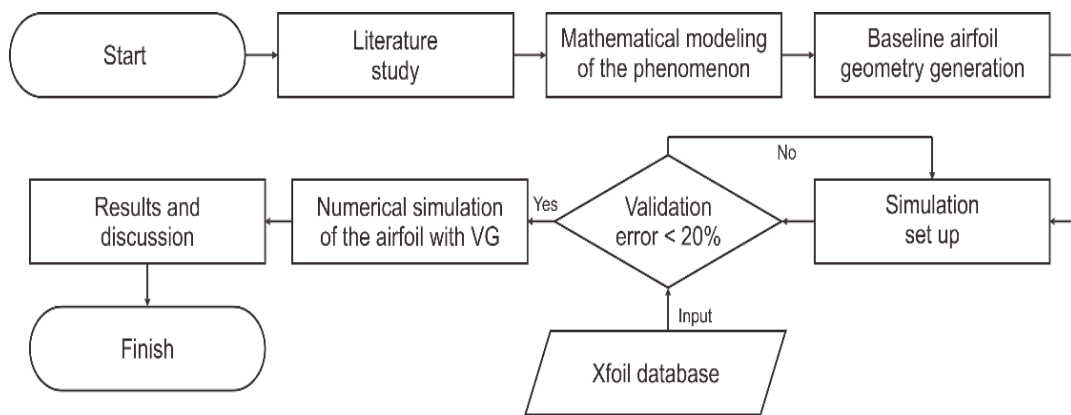 Start
Literature
study
Mathematical modeling
of the phenomenon
Baseline airfoil
geometry generation
No
Results and
discussion
Numerical simulation
of the airfoil with VG
Yes
Validation
error < 20%
Simulation
set up
Input
Finish
Xfoil database